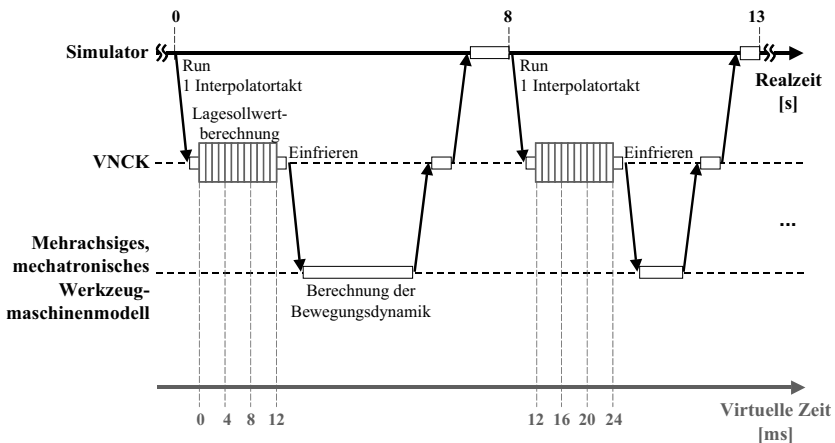 0
8
13
Simulator
Run
1 Interpolatortakt
Run
1 Interpolatortakt
Realzeit
[s]
Lagesollwert-
berechnung
VNCK
Einfrieren
Einfrieren
...
Mehrachsiges,
mechatronisches
Werkzeug-
maschinenmodell
Berechnung der
Bewegungsdynamik
0 4 8 12
12 16 20 24
Virtuelle Zeit
[ms]